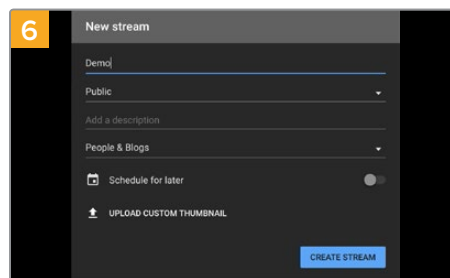 6
New stream
Demo
Public
Add a description
People & Blogs
Schedule for later
UPLOAD CUSTOM THUMBNAIL
CREATE STREAM